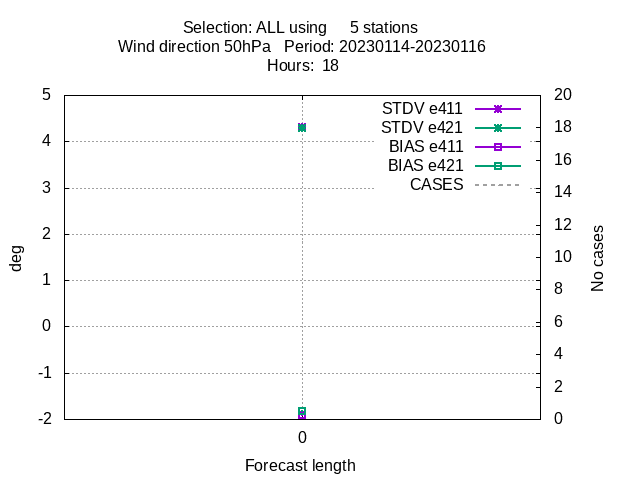 Selection: ALL using     5 stations
Wind direction 50hPa   Period: 20230114-20230116
Hours:  18
5
4
3
2
1
0
-1
-2
deg
STDV e411
STDV e421
BIAS e411
BIAS e421
CASES
20
18
16
14
12
10
8
6
4
2
0
No cases
0
Forecast length